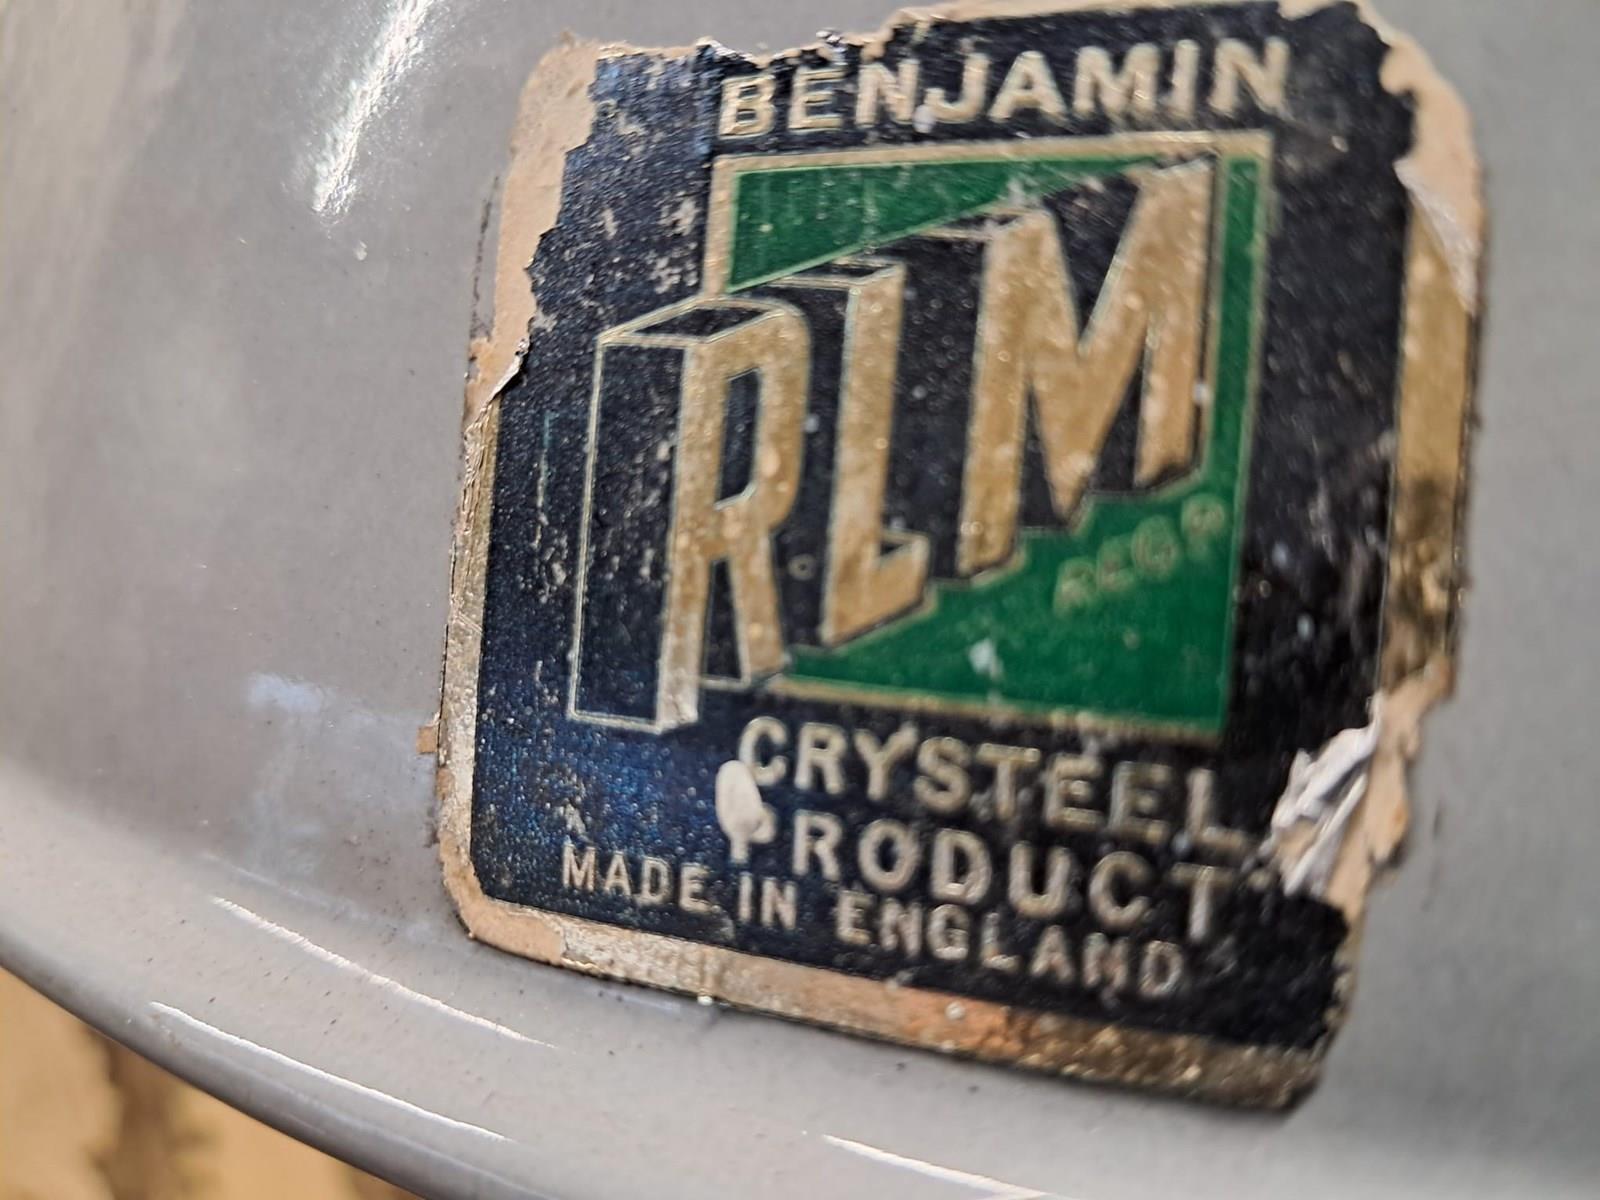 BENJAMIN
RLM
REGD
CRYSTEEL
PRODUCT
MADE IN ENGLAND